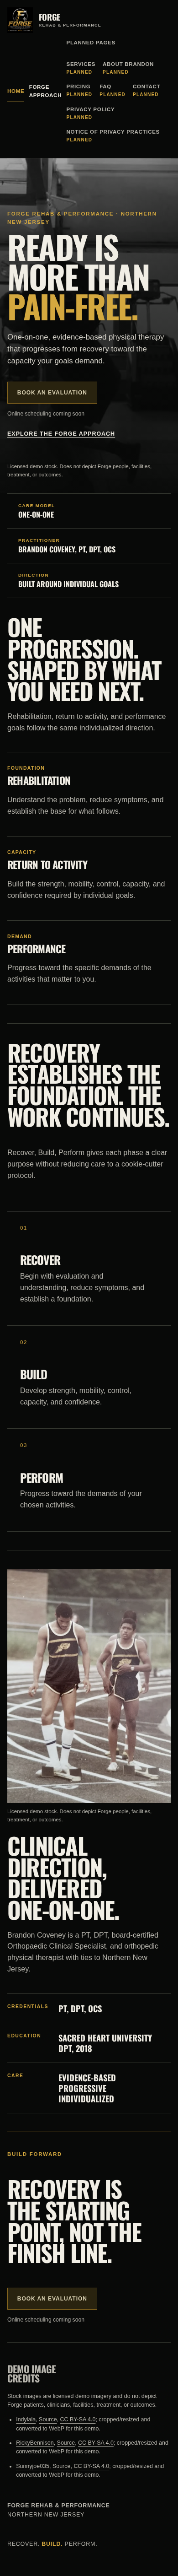 FORGE
FORGE
REHAB & PERFORMANCE
PLANNED PAGES
SERVICES
PLANNED
ABOUT BRANDON
PLANNED
HOME
FORGE
APPROACH
PRICING
PLANNED
FAQ
PLANNED
CONTACT
PLANNED
PRIVACY POLICY
PLANNED
NOTICE OF PRIVACY PRACTICES
PLANNED
FORGE REHAB & PERFORMANCE · NORTHERN
NEW JERSEY
READY IS
MORE THAN
PAIN-FREE.
One-on-one, evidence-based physical therapy
that progresses from recovery toward the
capacity your goals demand.
BOOK AN EVALUATION
Online scheduling coming soon
EXPLORE THE FORGE APPROACH
Licensed demo stock. Does not depict Forge people, facilities,
treatment, or outcomes.
CARE MODEL
ONE-ON-ONE
PRACTITIONER
BRANDON COVENEY, PT, DPT, OCS
DIRECTION
BUILT AROUND INDIVIDUAL GOALS
ONE
PROGRESSION.
SHAPED BY WHAT
YOU NEED NEXT.
Rehabilitation, return to activity, and performance
goals follow the same individualized direction.
FOUNDATION
REHABILITATION
Understand the problem, reduce symptoms, and
establish the base for what follows.
CAPACITY
RETURN TO ACTIVITY
Build the strength, mobility, control, capacity, and
confidence required by individual goals.
DEMAND
PERFORMANCE
Progress toward the specific demands of the
activities that matter to you.
RECOVERY
ESTABLISHES THE
FOUNDATION. THE
WORK CONTINUES.
Recover, Build, Perform gives each phase a clear
purpose without reducing care to a cookie-cutter
protocol.
01
RECOVER
Begin with evaluation and
understanding, reduce symptoms, and
establish a foundation.
02
BUILD
Develop strength, mobility, control,
capacity, and confidence.
03
PERFORM
Progress toward the demands of your
chosen activities.
Licensed demo stock. Does not depict Forge people, facilities,
treatment, or outcomes.
CLINICAL
DIRECTION,
DELIVERED
ONE-ON-ONE.
Brandon Coveney is a PT, DPT, board-certified
Orthopaedic Clinical Specialist, and orthopedic
physical therapist with ties to Northern New
Jersey.
CREDENTIALS
PT, DPT, OCS
EDUCATION
SACRED HEART UNIVERSITY
DPT, 2018
CARE
EVIDENCE-BASED
PROGRESSIVE
INDIVIDUALIZED
BUILD FORWARD
RECOVERY IS
THE STARTING
POINT, NOT THE
FINISH LINE.
BOOK AN EVALUATION
Online scheduling coming soon
DEMO IMAGE
CREDITS
Stock images are licensed demo imagery and do not depict
Forge patients, clinicians, facilities, treatment, or outcomes.
Indylala, Source, CC BY-SA 4.0; cropped/resized and
converted to WebP for this demo.
RickyBennison, Source, CC BY-SA 4.0; cropped/resized and
converted to WebP for this demo.
Sunnyjoe035, Source, CC BY-SA 4.0; cropped/resized and
converted to WebP for this demo.
FORGE REHAB & PERFORMANCE
NORTHERN NEW JERSEY
RECOVER. BUILD. PERFORM.